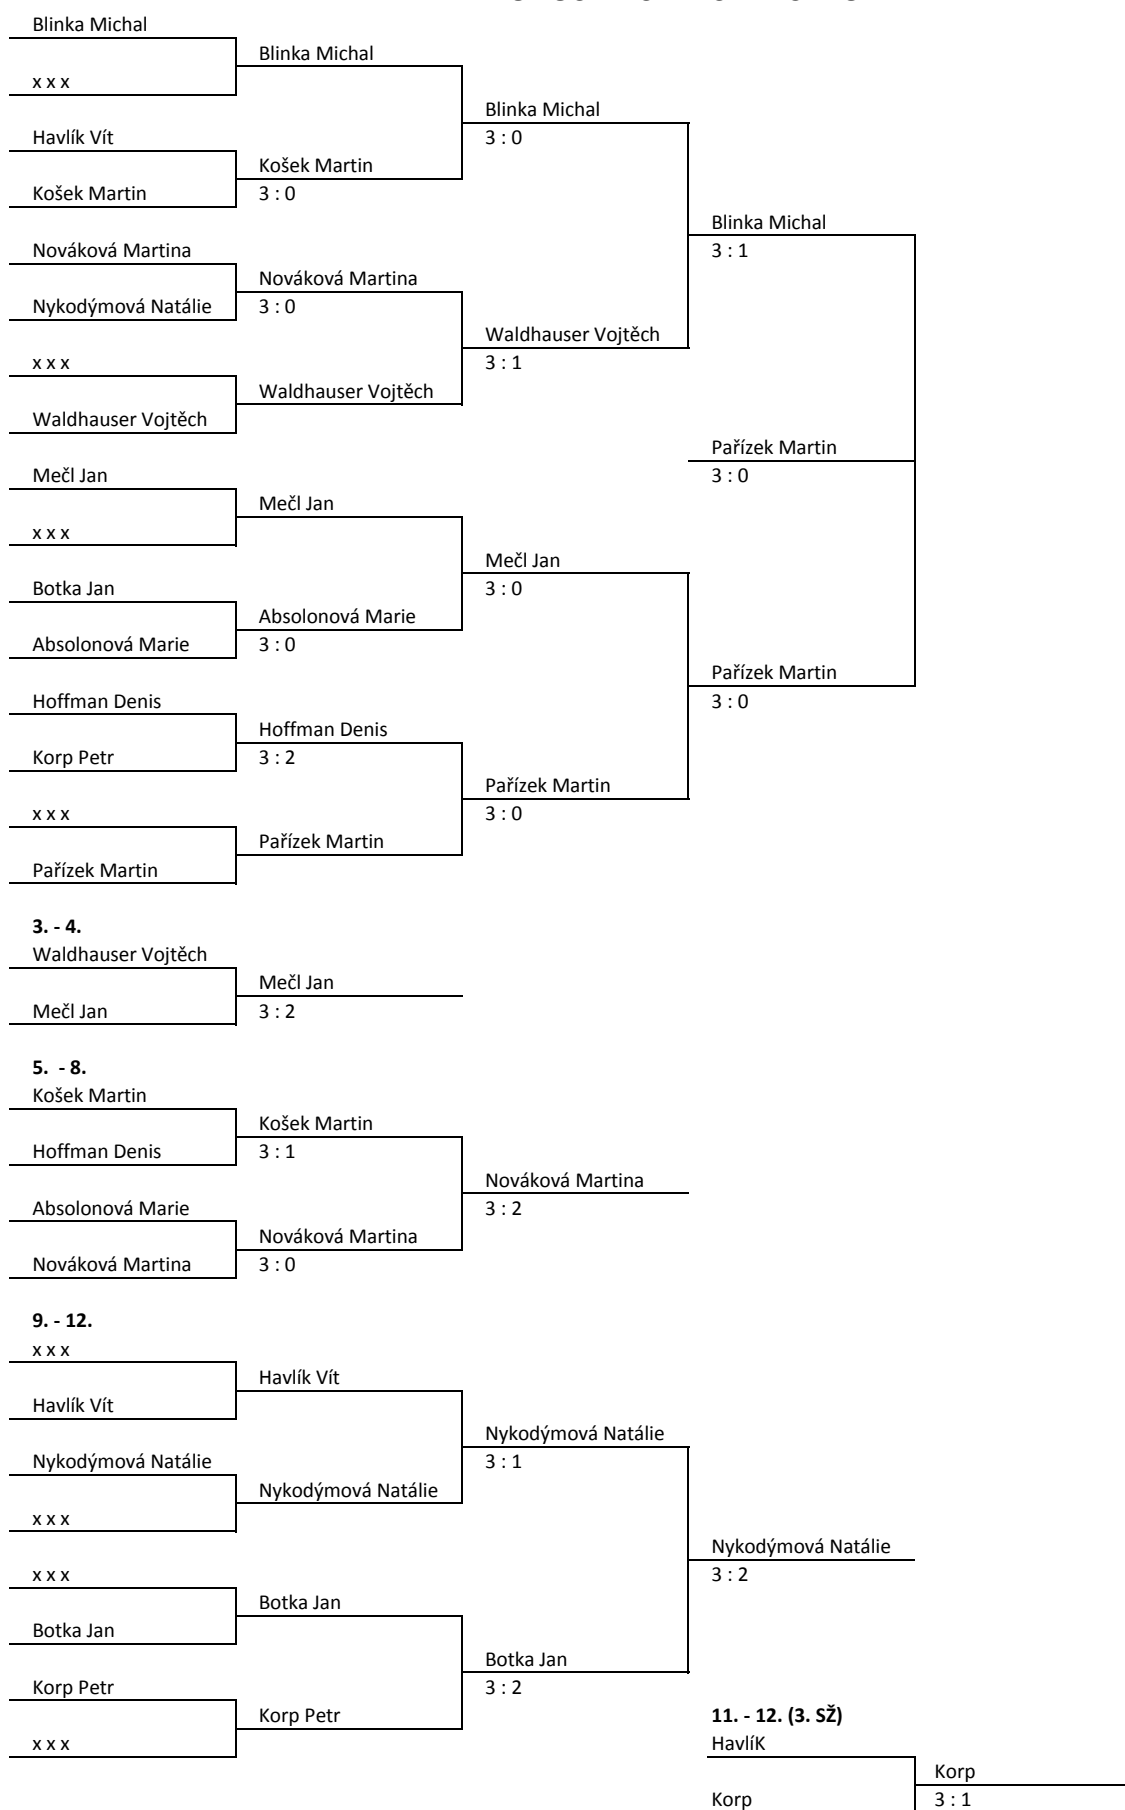 Blinka Michal
Blinka Michal
x x x
Blinka Michal
Havlík Vít
3 : 0
Košek Martin
Košek Martin
3 : 0
Blinka Michal
Nováková Martina
3 : 1
Nováková Martina
Nykodýmová Natálie
3 : 0
Waldhauser Vojtěch
x x x
3 : 1
Waldhauser Vojtěch
Waldhauser Vojtěch
Pařízek Martin
Mečl Jan
3 : 0
Mečl Jan
x x x
Mečl Jan
Botka Jan
3 : 0
Absolonová Marie
Absolonová Marie
3 : 0
Pařízek Martin
Hoffman Denis
3 : 0
Hoffman Denis
Korp Petr
3 : 2
Pařízek Martin
x x x
3 : 0
Pařízek Martin
Pařízek Martin
3. - 4.
Waldhauser Vojtěch
Mečl Jan
Mečl Jan
3 : 2
5.  - 8.
Košek Martin
Košek Martin
Hoffman Denis
3 : 1
Nováková Martina
Absolonová Marie
3 : 2
Nováková Martina
Nováková Martina
3 : 0
9. - 12.
x x x
Havlík Vít
Havlík Vít
Nykodýmová Natálie
Nykodýmová Natálie
3 : 1
Nykodýmová Natálie
x x x
Nykodýmová Natálie
x x x
3 : 2
Botka Jan
Botka Jan
Botka Jan
Korp Petr
3 : 2
Korp Petr
11. - 12. (3. SŽ)
x x x
HavlíK
Korp
Korp
3 : 1